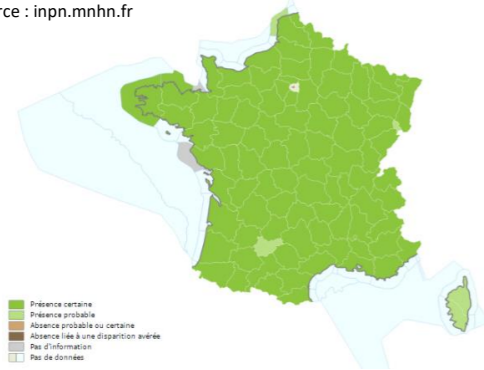 rce : inpn.mnhn.fr
Présence certaine
Présence probable
Absence probable ou certaine
Absence liée à une disparition avérée
Pas d'information
Pas de données